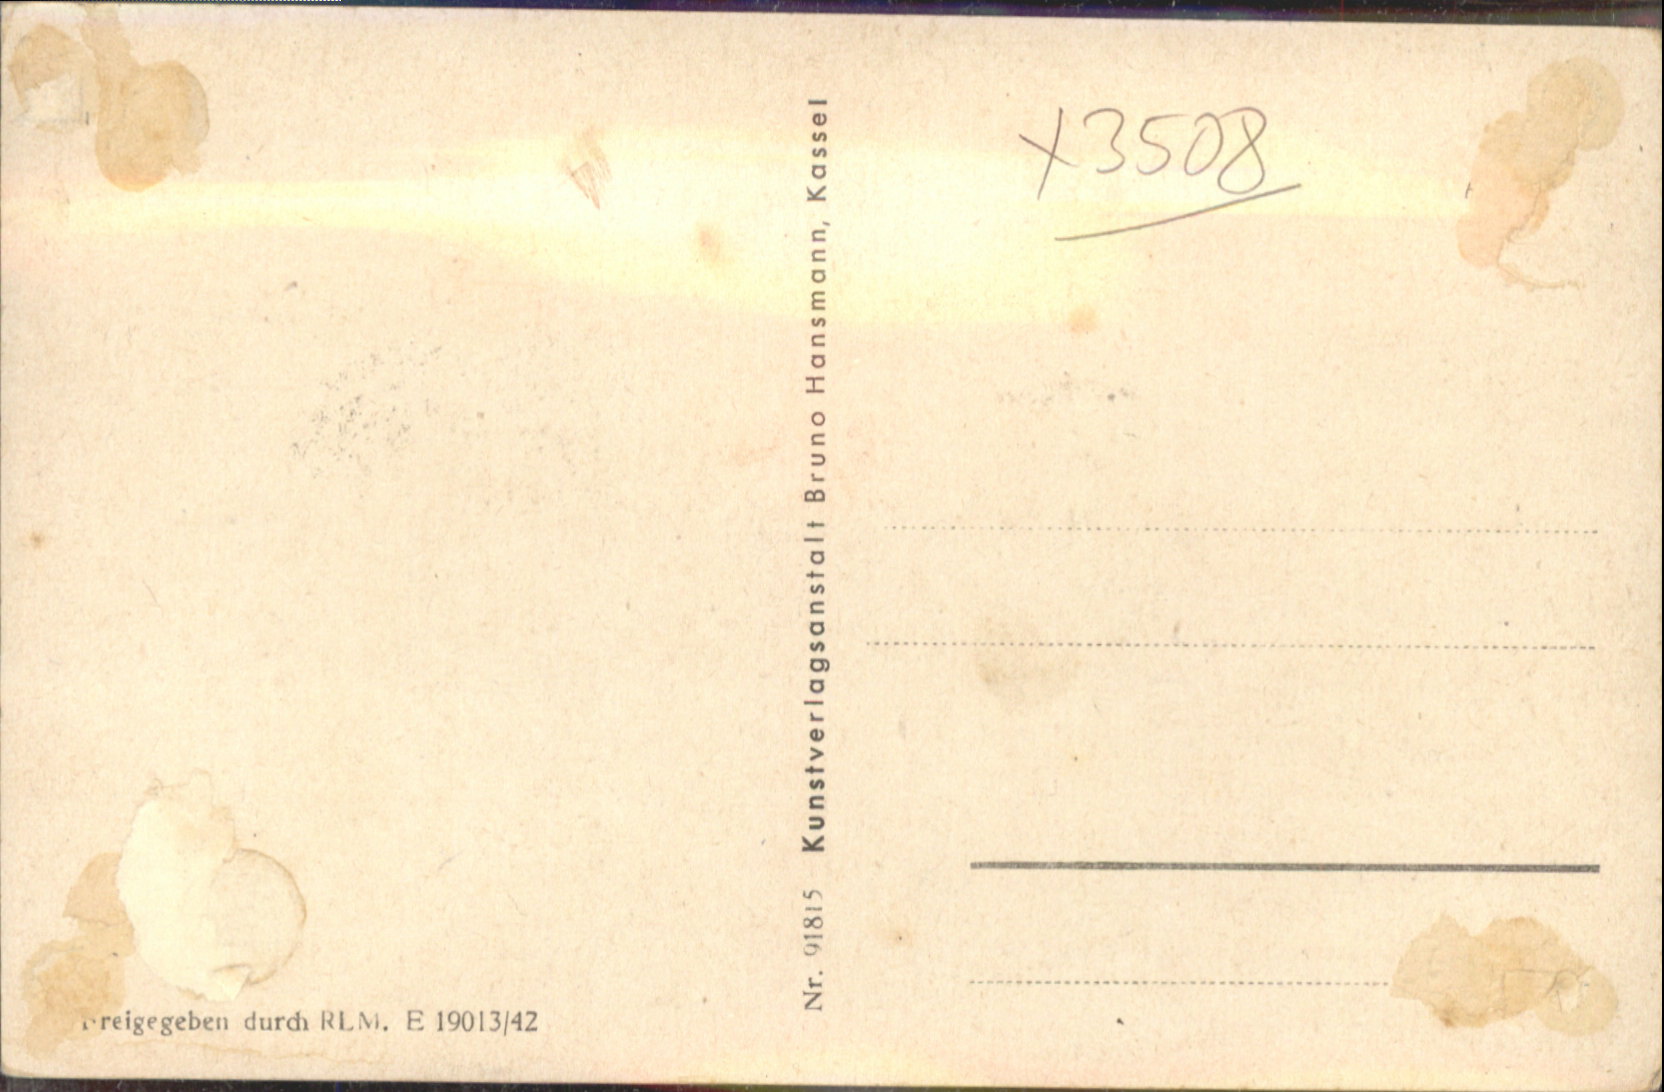 x3508
Nr. 91815 Kunstverlagsanstalt Bruno Hansmann, Kassel
Freigegeben durch RLM. E 19013/42